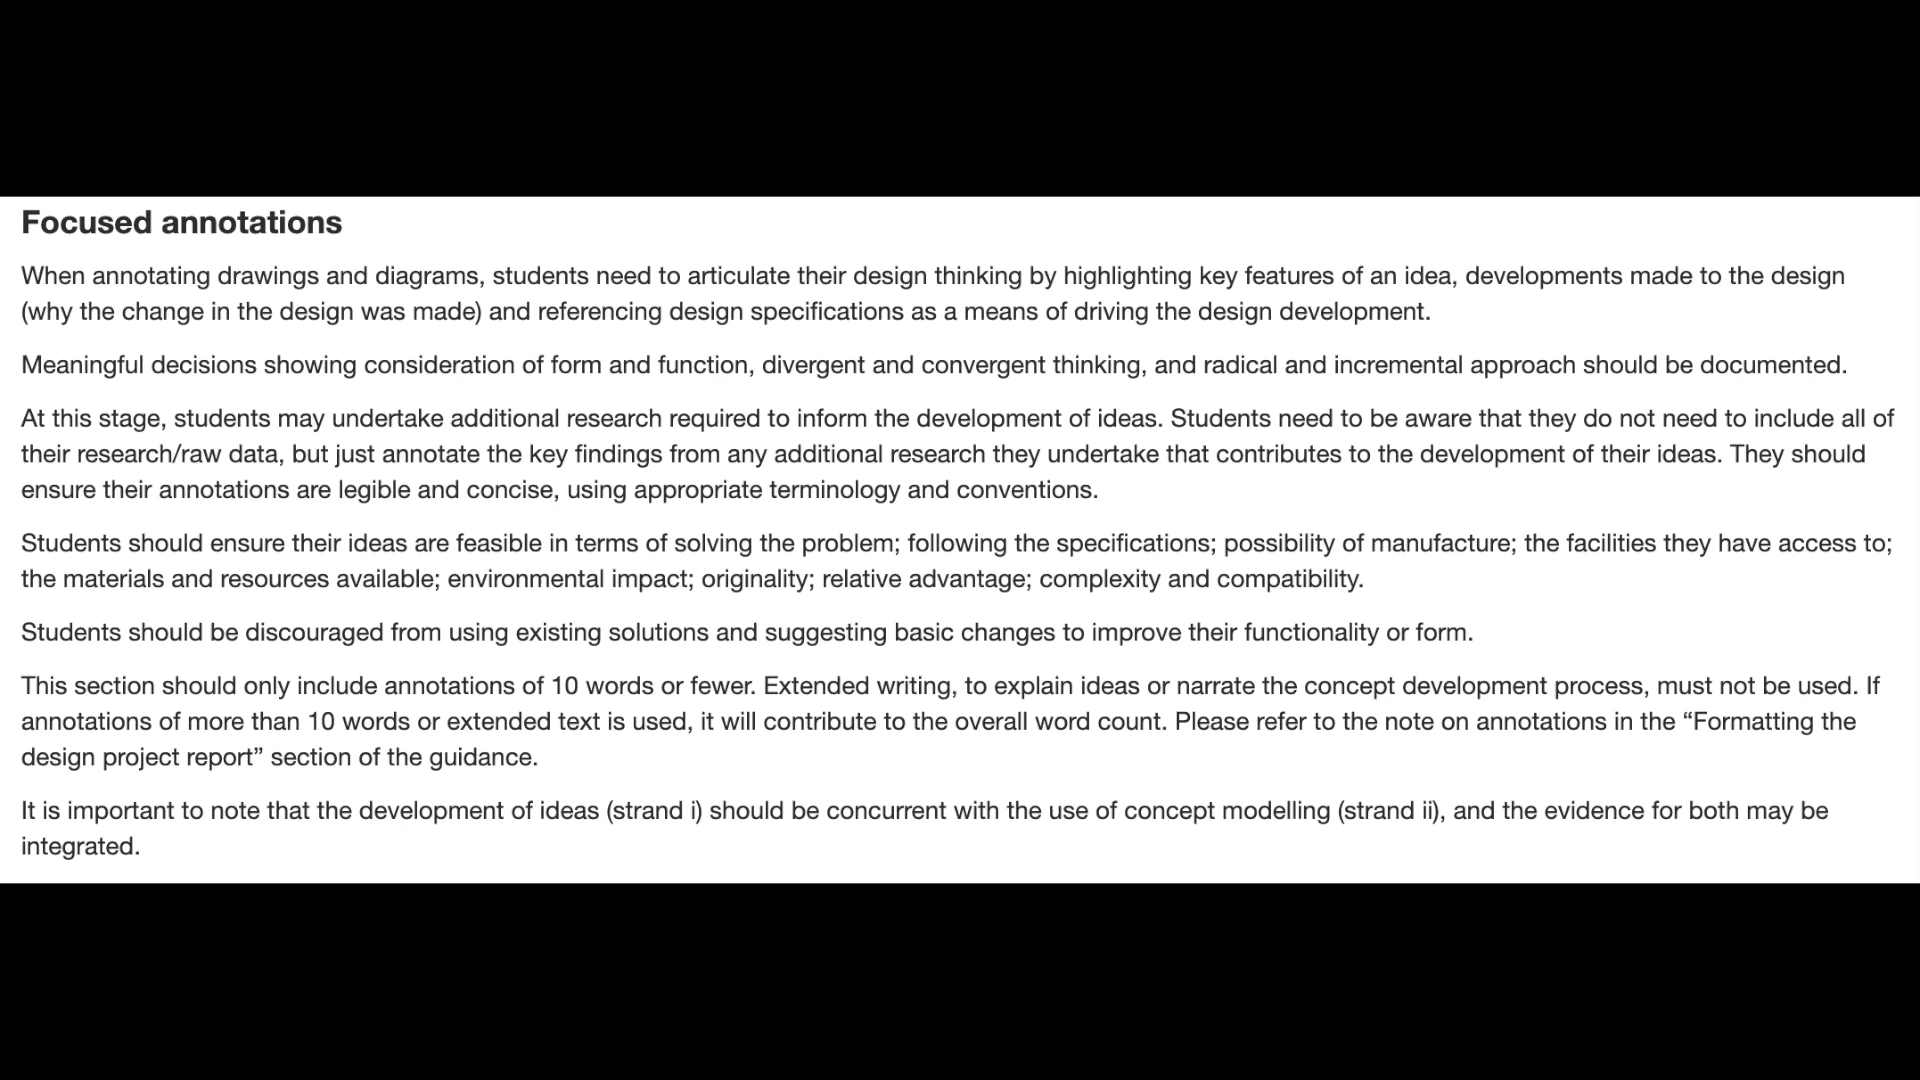 Focused annotations
When annotating drawings and diagrams, students need to articulate their design thinking by highlighting key features of an idea, developments made to the design
(why the change in the design was made) and referencing design specifications as a means of driving the design development.
Meaningful decisions showing consideration of form and function, divergent and convergent thinking, and radical and incremental approach should be documented.
At this stage, students may undertake additional research required to inform the development of ideas. Students need to be aware that they do not need to include all of
their research/raw data, but just annotate the key findings from any additional research they undertake that contributes to the development of their ideas. They should
ensure their annotations are legible and concise, using appropriate terminology and conventions.
Students should ensure their ideas are feasible in terms of solving the problem; following the specifications; possibility of manufacture; the facilities they have access to;
the materials and resources available; environmental impact; originality; relative advantage; complexity and compatibility.
Students should be discouraged from using existing solutions and suggesting basic changes to improve their functionality or form.
This section should only include annotations of 10 words or fewer. Extended writing, to explain ideas or narrate the concept development process, must not be used. If
annotations of more than 10 words or extended text is used, it will contribute to the overall word count. Please refer to the note on annotations in the “Formatting the
design project report” section of the guidance.
It is important to note that the development of ideas (strand i) should be concurrent with the use of concept modelling (strand ii), and the evidence for both may be
integrated.